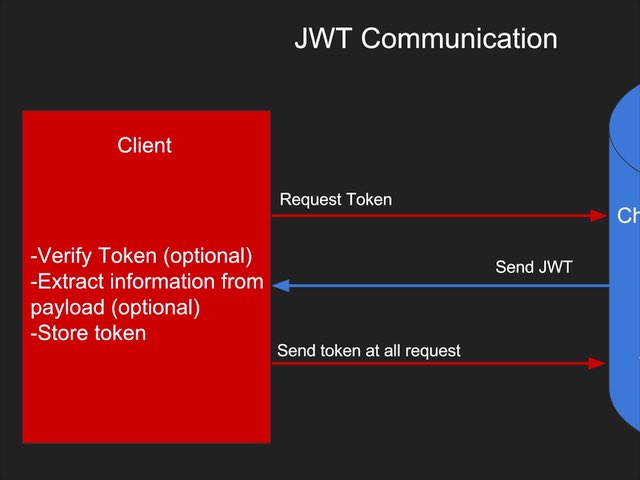 JWT Communication
Client
-Verify Token (optional)
-Extract information from
payload (optional)
-Store token
Request Token
Send JWT
Send token at all request